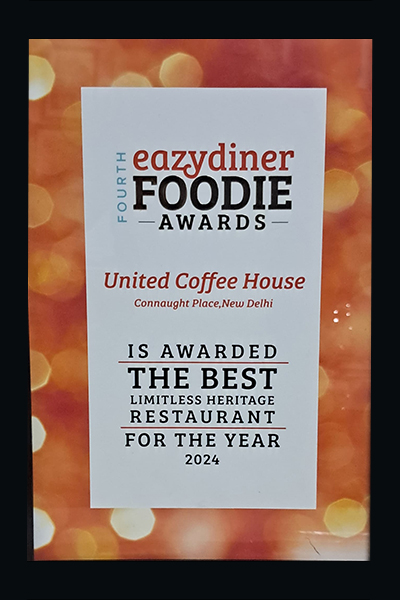 FOURTH
eazydiner
FOODIE
AWARDS
United Coffee House
Connaught Place,New Delhi
IS AWARDED
THE BEST
LIMITLESS HERITAGE
RESTAURANT
FOR THE YEAR
2024